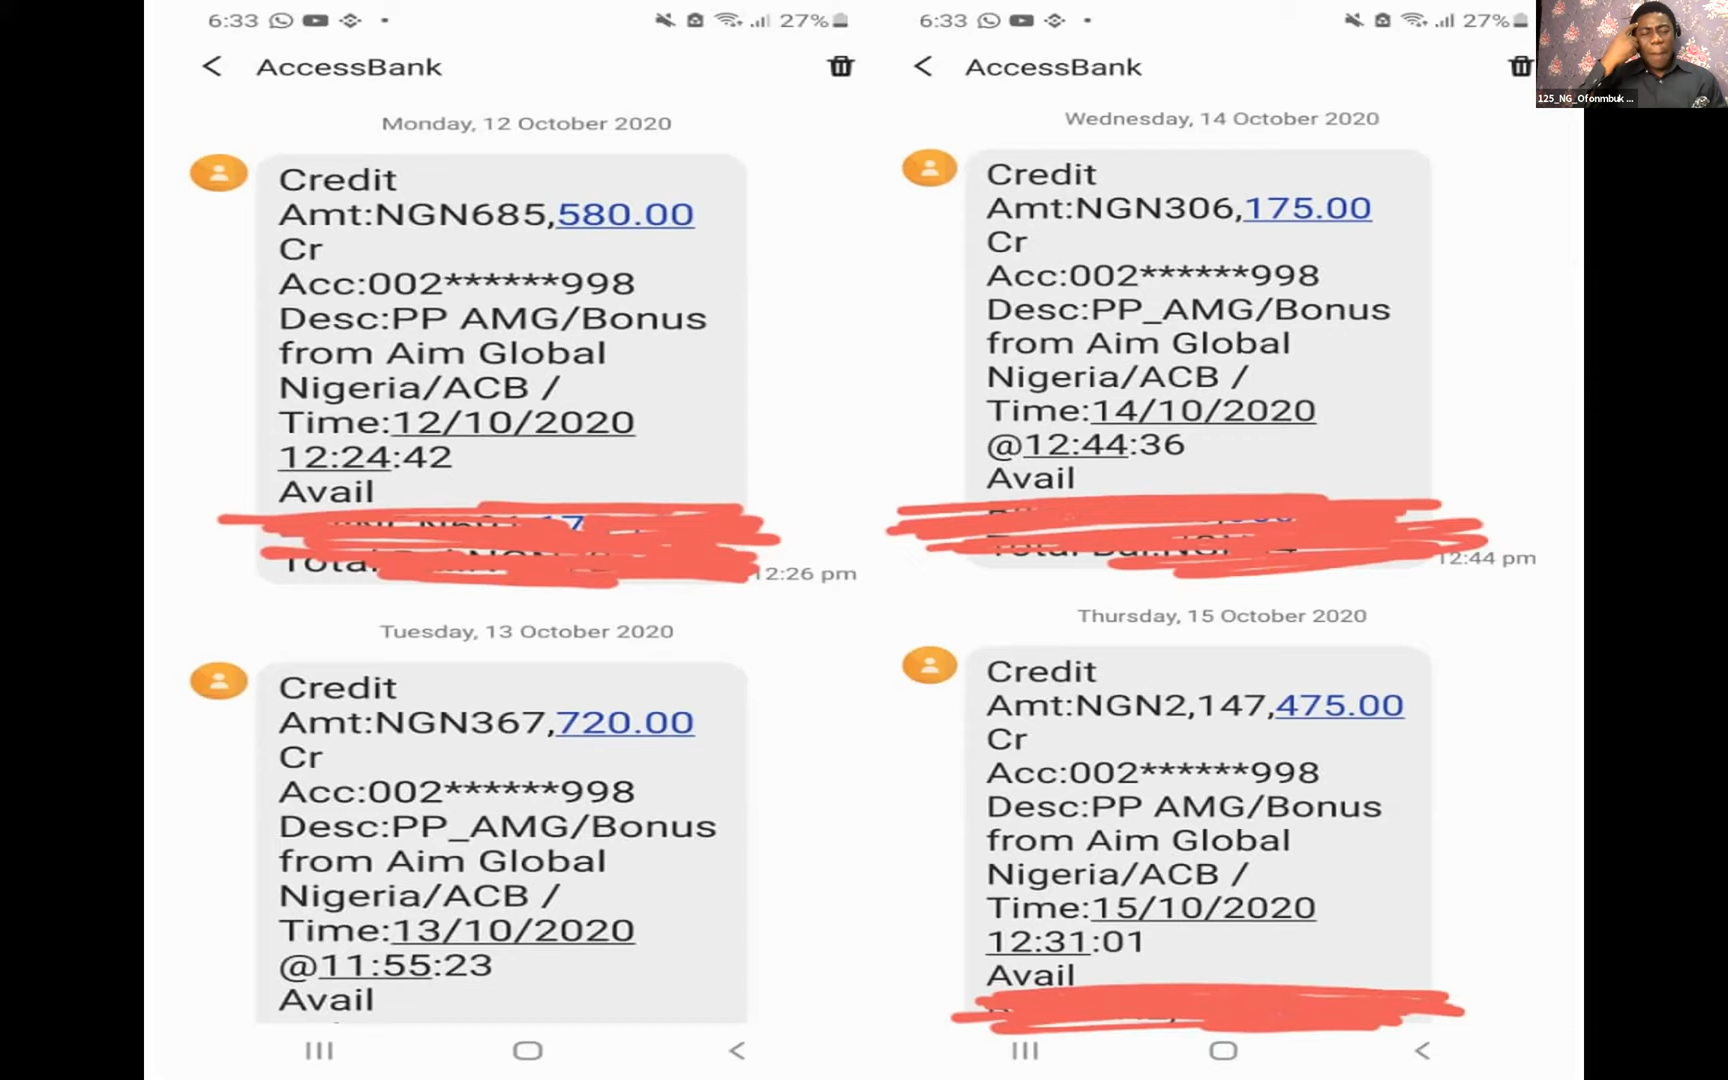 6:33
27%
AccessBank
Monday, 12 October 2020
Credit
Amt:NGN685,580.00
Cr
Acc:002******998
Desc:PP AMG/Bonus
from Aim Global
Nigeria/ACB /
Time:12/10/2020
12:24:42
Avail
12:26 pm
Tuesday, 13 October 2020
Credit
Amt:NGN367,720.00
Cr
Acc:002******998
Desc:PP_AMG/Bonus
from Aim Global
Nigeria/ACB /
Time:13/10/2020
@11:55:23
Avail
6:33
27%
AccessBank
Wednesday, 14 October 2020
Credit
Amt:NGN306,175.00
Cr
Acc:002******998
Desc:PP_AMG/Bonus
from Aim Global
Nigeria/ACB /
Time:14/10/2020
@12:44:36
Avail
12:44 pm
Thursday, 15 October 2020
Credit
Amt:NGN2,147,475.00
Cr
Acc:002******998
Desc:PP AMG/Bonus
from Aim Global
Nigeria/ACB /
Time:15/10/2020
12:31:01
Avail
125_NG_Ofonmbuk ...